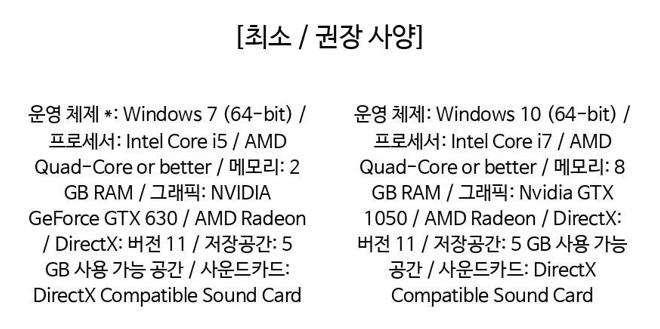 [최소 / 권장 사양]
운영 체제 *: Windows 7 (64-bit) /
프로세서: Intel Core i5 / AMD
Quad-Core or better / 메모리: 2
GB RAM / 그래픽: NVIDIA
GeForce GTX 630 / AMD Radeon
/ DirectX: 버전 11 / 저장공간: 5
GB 사용 가능 공간 / 사운드카드:
DirectX Compatible Sound Card
운영 체제: Windows 10 (64-bit) /
프로세서: Intel Core i7 / AMD
Quad-Core or better / 메모리: 8
GB RAM / 그래픽: Nvidia GTX
1050 / AMD Radeon / DirectX:
버전 11 / 저장공간: 5 GB 사용 가능
공간 / 사운드카드: DirectX
Compatible Sound Card